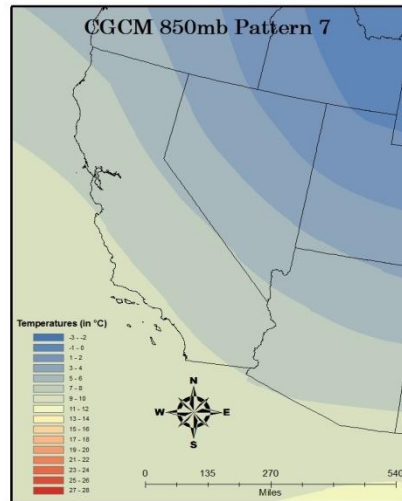 CGCM 850mb Pattern 7
Temperatures (in °C)
-3 - -2
-1 - 0
1 - 2
3 - 4
5 - 6
7 - 8
9 - 10
11 - 12
13 - 14
15 - 16
17 - 18
19 - 20
21 - 22
23 - 24
25 - 26
27 - 28
N
W E
S
0 135 270 540
Miles